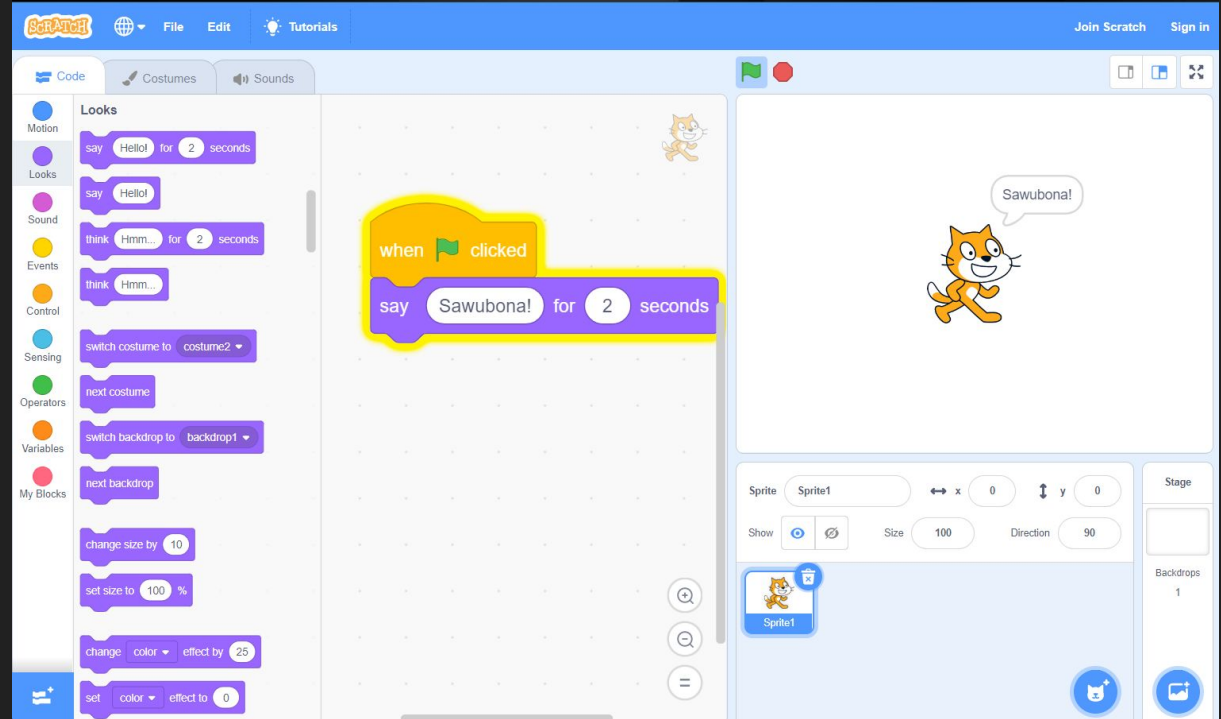 SCRATCH File Edit Tutorials Join Scratch Sign in
Code Costumes Sounds
Motion
Looks
Sound
Events
Control
Sensing
Operators
Variables
My Blocks
Looks
say Hello! for 2 seconds
say Hello!
think Hmm... for 2 seconds
think Hmm...
switch costume to costume2
next costume
switch backdrop to backdrop1
next backdrop
change size by 10
set size to 100 %
change color effect by 25
set color effect to 0
when clicked
say Sawubona! for 2 seconds
Sawubona!
Sprite Sprite1 x 0 y 0
Show Size 100 Direction 90
Sprite1
Stage
Backdrops
1